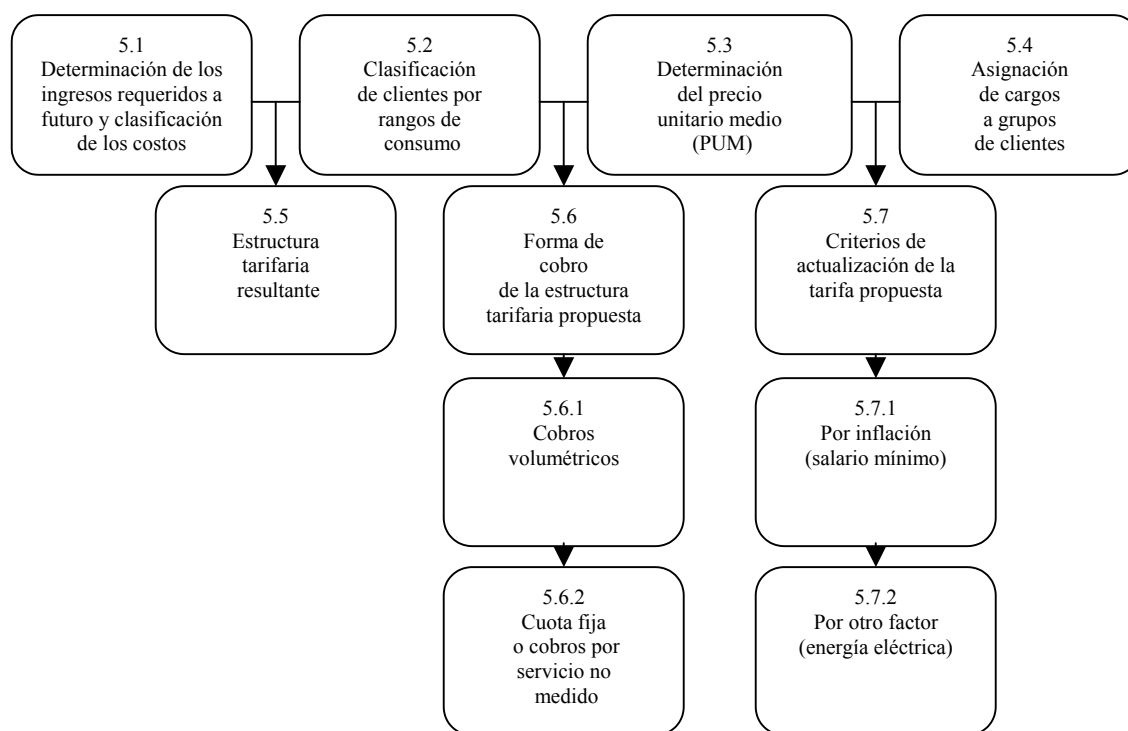 5.1
Determinación de los
ingresos requeridos a
futuro y clasificación
de los costos
5.2
Clasificación
de clientes por
rangos de
consumo
5.3
Determinación
del precio
unitario medio
(PUM)
5.4
Asignación
de cargos
a grupos
de clientes
5.5
Estructura
tarifaria
resultante
5.6
Forma de
cobro
de la estructura
tarifaria propuesta
5.7
Criterios de
actualización de la
tarifa propuesta
5.6.1
Cobros
volumétricos
5.7.1
Por inflación
(salario mínimo)
5.6.2
Cuota fija
o cobros por
servicio no
medido
5.7.2
Por otro factor
(energía eléctrica)